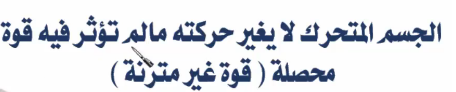 الجسم المتحرك لا يغير حركته مالم تؤثر فيه قوة
محصلة ( قوة غير متزنة )